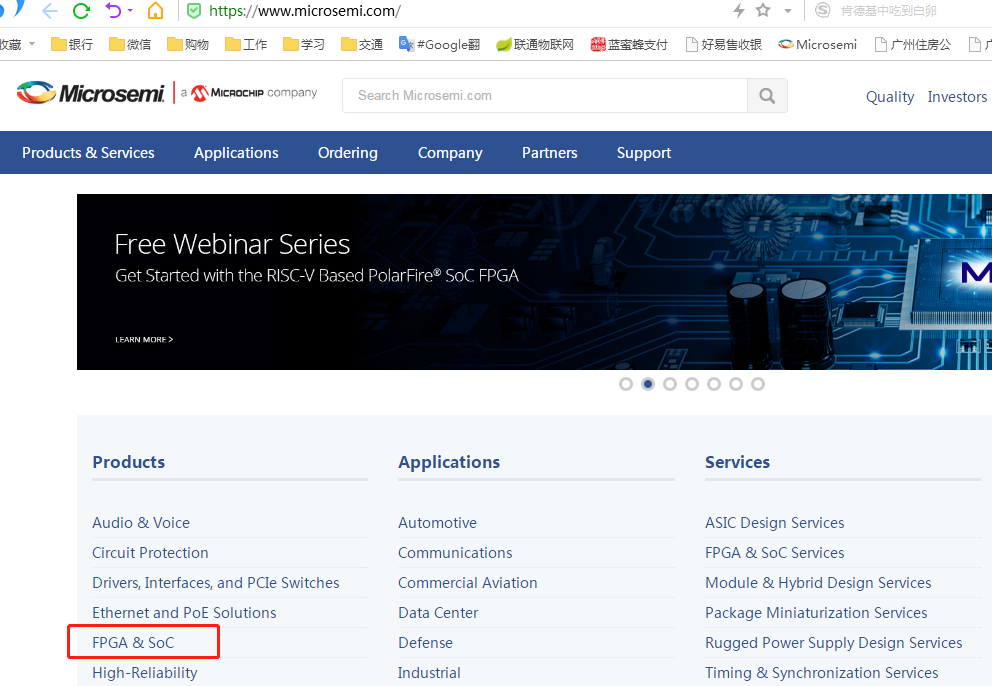 https://www.microsemi.com/
肯德基中吃到白卵
收藏 银行 微信 购物 工作 学习 交通 #Google翻 联通物联网 蓝蜜蜂支付 好易售收银 Microsemi 广州住房公
Microsemi. a MICROCHIP company
Search Microsemi.com
Quality Investors
Products & Services Applications Ordering Company Partners Support
Free Webinar Series
Get Started with the RISC-V Based PolarFire® SoC FPGA
LEARN MORE >
Products Applications Services
Audio & Voice Automotive ASIC Design Services
Circuit Protection Communications FPGA & SoC Services
Drivers, Interfaces, and PCIe Switches Commercial Aviation Module & Hybrid Design Services
Ethernet and PoE Solutions Data Center Package Miniaturization Services
FPGA & SoC Defense Rugged Power Supply Design Services
High-Reliability Industrial Timing & Synchronization Services